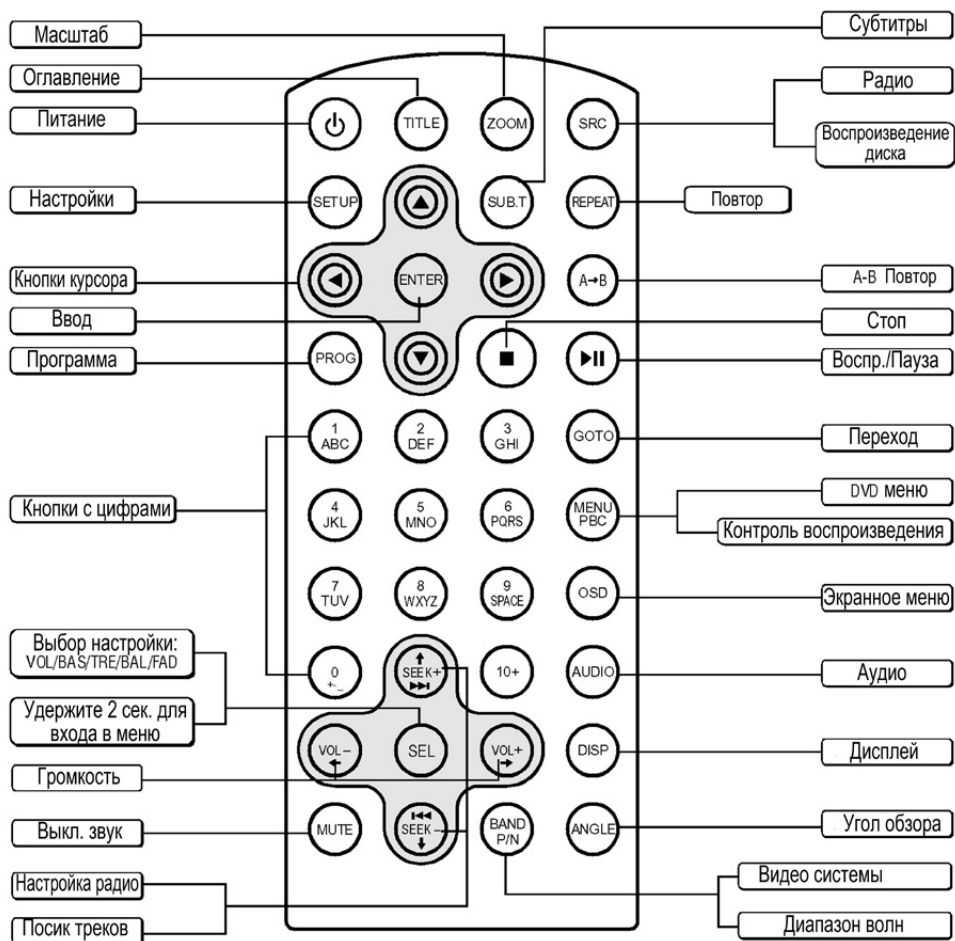 Масштаб
Оглавление
Питание
Настройки
Кнопки курсора
Ввод
Программа
Кнопки с цифрами
Выбор настройки:
VOL/BAS/TRE/BAL/FAD
Удержите 2 сек. для
входа в меню
Громкость
Выкл. звук
Настройка радио
Посик треков
TITLE
ZOOM
SRC
SETUP
SUB.T
REPEAT
ENTER
A→B
PROG
1
ABC
2
DEF
3
GHI
GOTO
4
JKL
5
MNO
6
PQRS
MENU
PBC
7
TUV
8
WXYZ
9
SPACE
OSD
0
+-_
SEEK+
10+
AUDIO
VOL-
SEL
VOL+
DISP
MUTE
SEEK-
BAND
P/N
ANGLE
Субтитры
Радио
Воспроизведение
диска
Повтор
A-B Повтор
Стоп
Воспр./Пауза
Переход
DVD меню
Контроль воспроизведения
Экранное меню
Аудио
Дисплей
Угол обзора
Видео системы
Диапазон волн